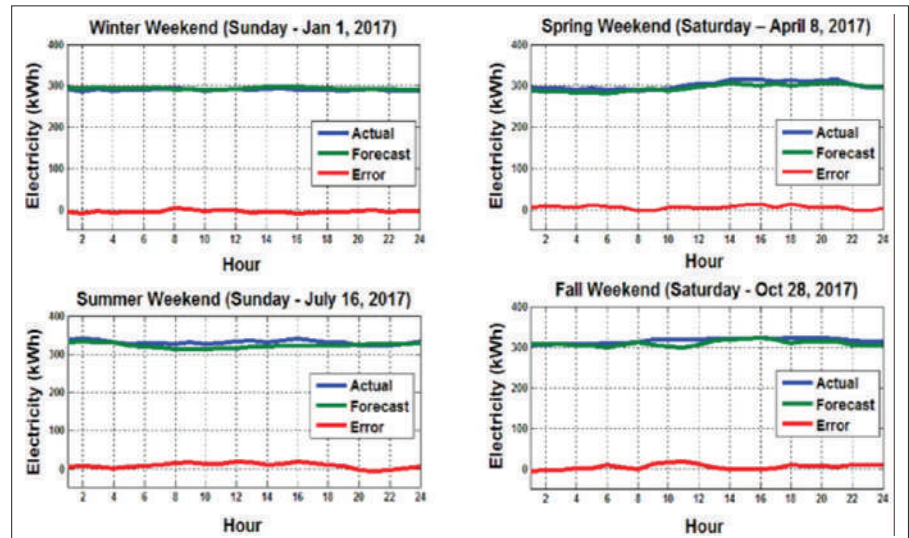 Winter Weekend (Sunday - Jan 1, 2017)
Electricity (kWh)
400
300
200
100
0
Actual
Forecast
Error
2 4 6 8 10 12 14 16 18 20 22 24
Hour
Spring Weekend (Saturday – April 8, 2017)
Electricity (kWh)
400
300
200
100
0
Actual
Forecast
Error
2 4 6 8 10 12 14 16 18 20 22 24
Hour
Summer Weekend (Sunday - July 16, 2017)
Electricity (kWh)
400
300
200
100
0
Actual
Forecast
Error
2 4 6 8 10 12 14 16 18 20 22 24
Hour
Fall Weekend (Saturday - Oct 28, 2017)
Electricity (kWh)
400
300
200
100
0
Actual
Forecast
Error
2 4 6 8 10 12 14 16 18 20 22 24
Hour